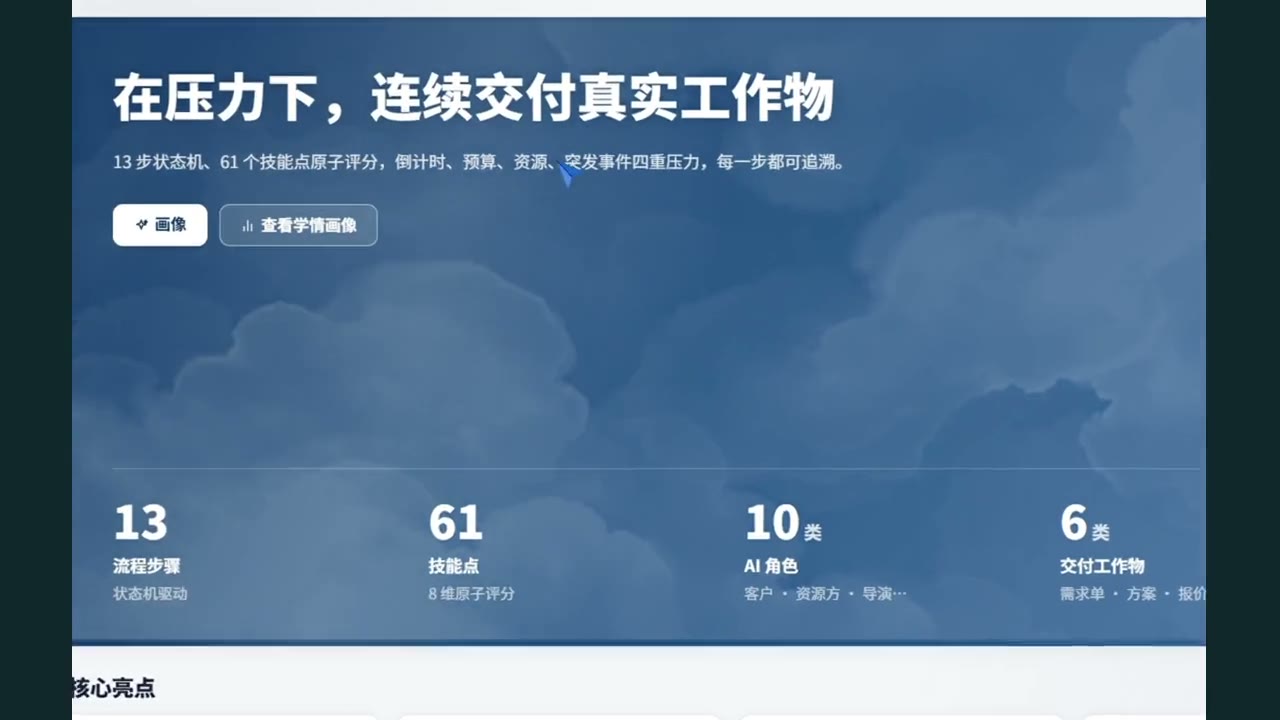 在压力下，连续交付真实工作物
13 步状态机、61 个技能点原子评分，倒计时、预算、资源、突发事件四重压力，每一步都可追溯。
画像
查看学情画像
13
流程步骤
状态机驱动
61
技能点
8 维原子评分
10 类
AI 角色
客户 · 资源方 · 导演…
6 类
交付工作物
需求单 · 方案 · 报价
核心亮点